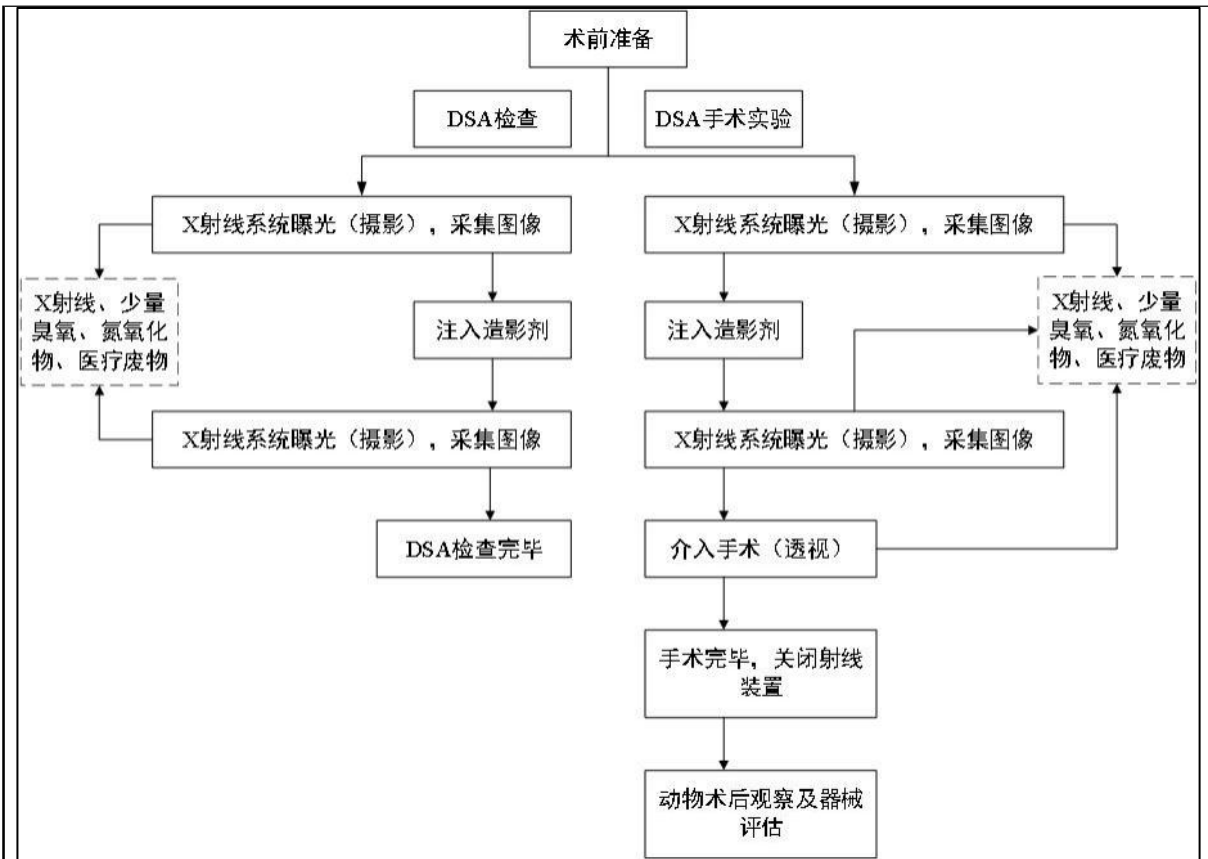 术前准备
DSA检查
DSA手术实验
X射线系统曝光（摄影），采集图像
X射线系统曝光（摄影），采集图像
X射线、少量
臭氧、氮氧化
物、医疗废物
注入造影剂
注入造影剂
X射线、少量
臭氧、氮氧化
物、医疗废物
X射线系统曝光（摄影），采集图像
X射线系统曝光（摄影），采集图像
DSA检查完毕
介入手术（透视）
手术完毕，关闭射线
装置
动物术后观察及器械
评估